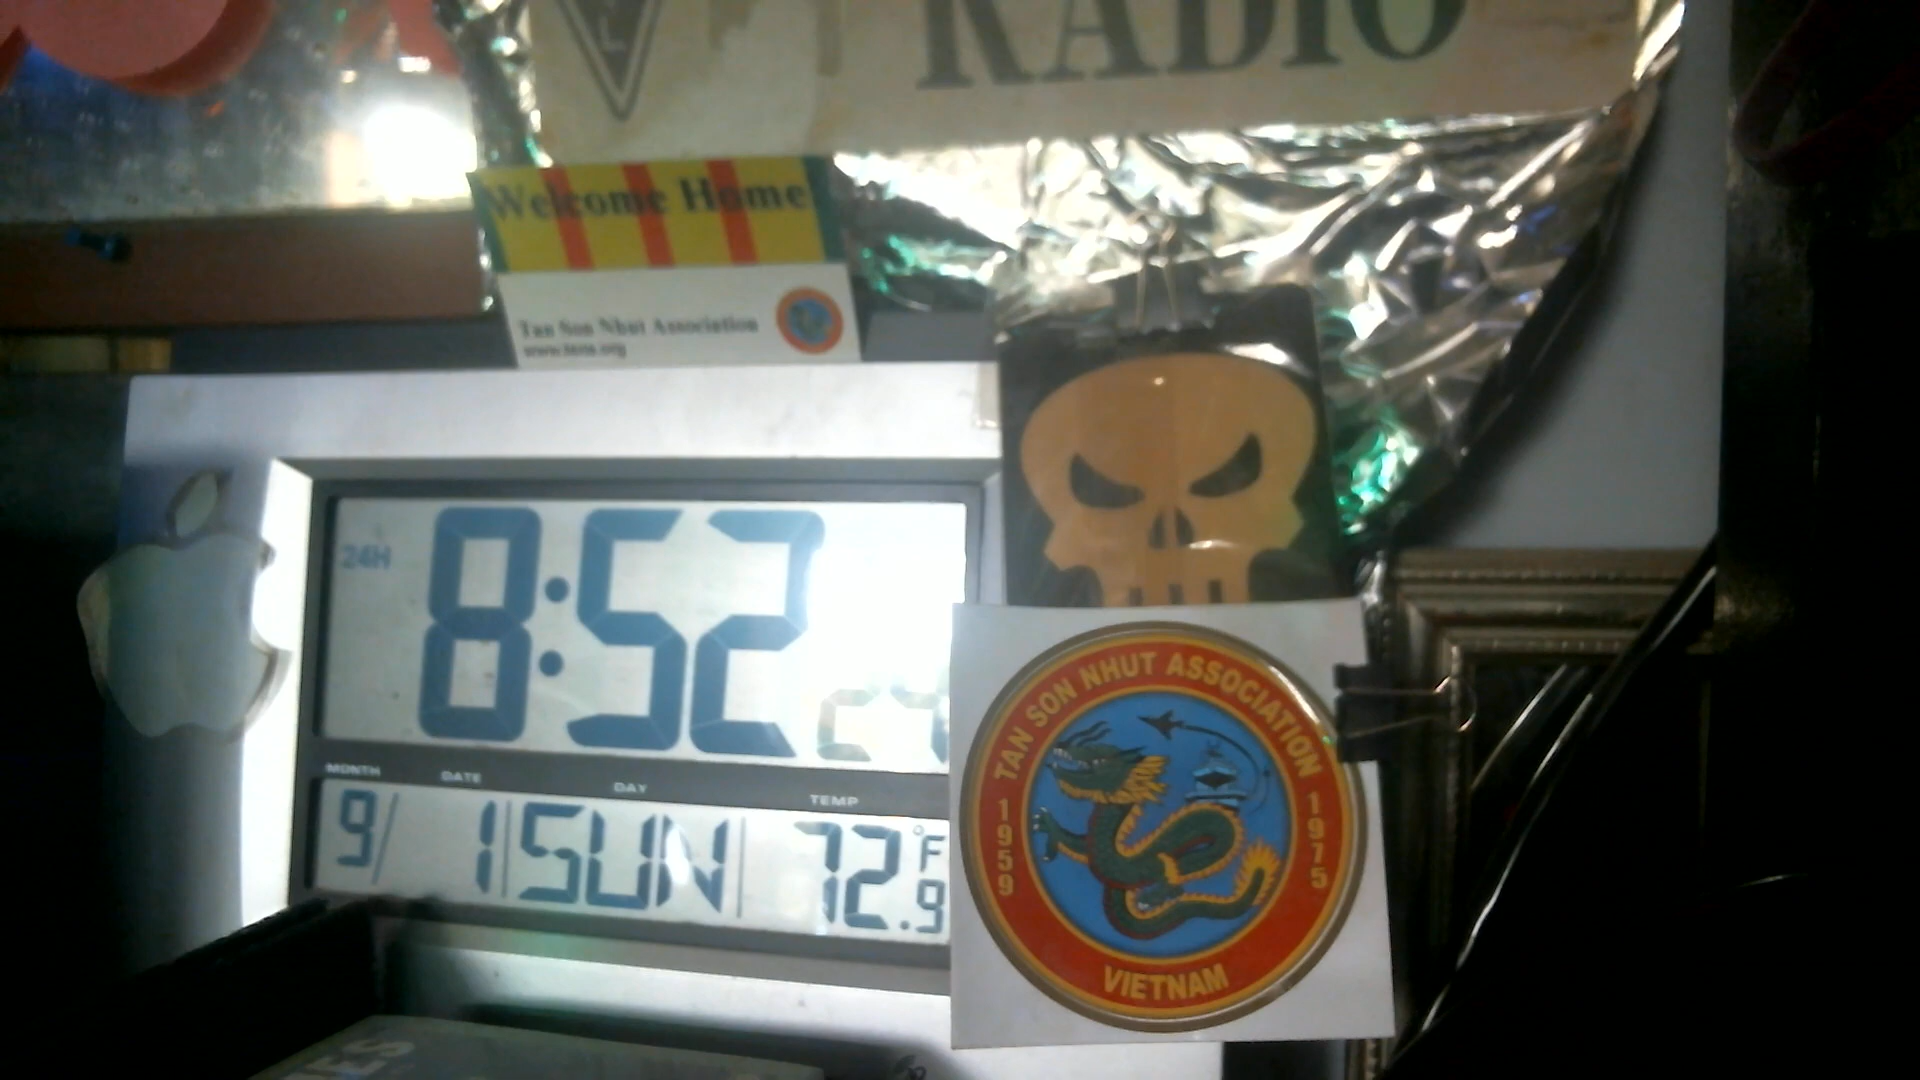 RADIO
Welcome Home
Tan Son Nhut Association
24H
8:52
MONTH DATE DAY TEMP
9/ 1 SUN 72.9 °F
TAN SON NHUT ASSOCIATION
1959 1975
VIETNAM